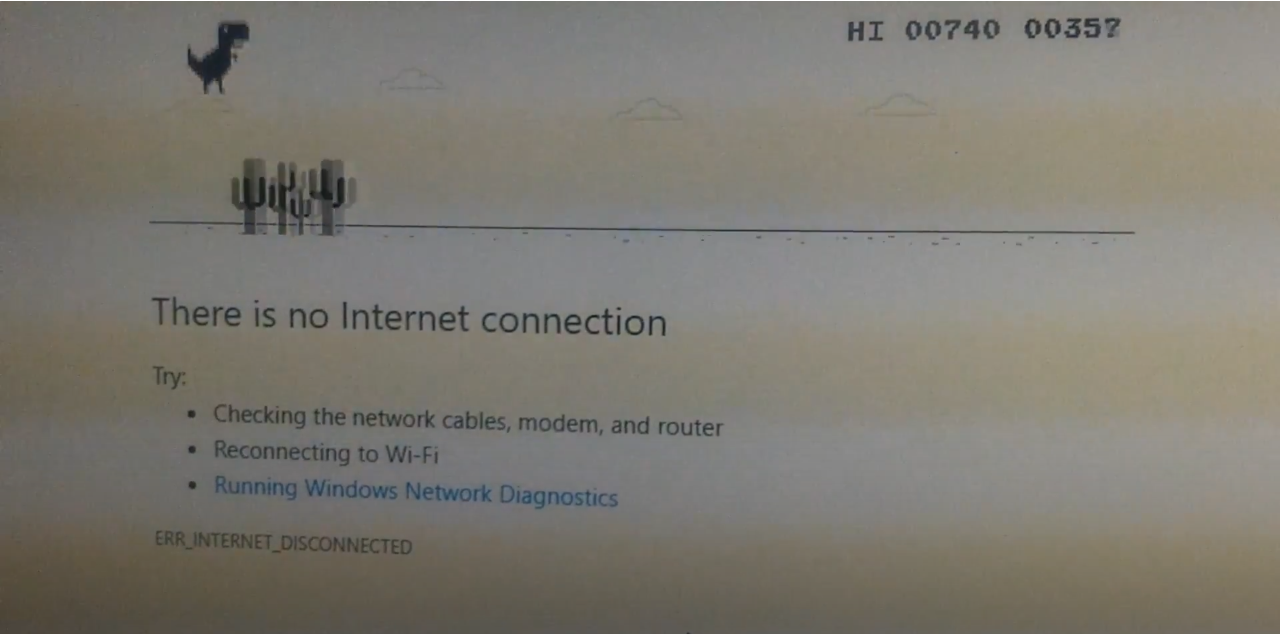 HI 00740
There is no Internet connection
Try:
• Checking the network cables, modem, and router
• Reconnecting to Wi-Fi
• Running Windows Network Diagnostics
ERR_INTERNET_DISCONNECTED